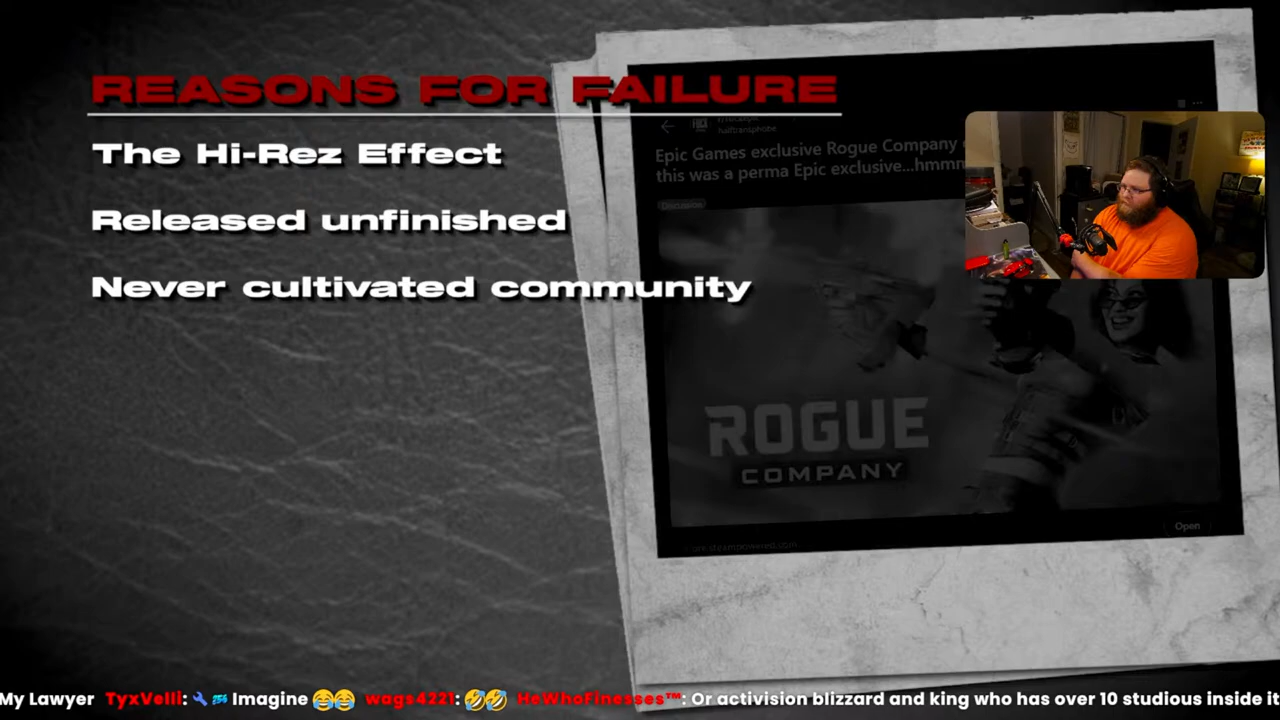 REASONS FOR FAILURE
The Hi-Rez Effect
Released unfinished
Never cultivated community
Epic Games exclusive Rogue Company
this was a perma Epic exclusive...hmmm
Discussion
ROGUE
COMPANY
Open
My Lawyer TyxVelli: 🔧 Imagine 😂😂 wags4221: 🤣🤣 HeWhoFinesses™: Or activision blizzard and king who has over 10 studious inside it